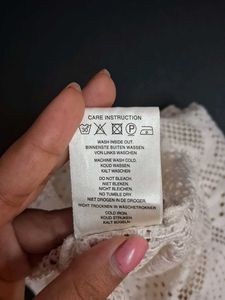 CARE INSTRUCTION
WASH INSIDE OUT.
BINNENSTE BUITEN WASSEN.
VON LINKS WASCHEN
MACHINE WASH COLD.
KOUD WASSEN.
KALT WASCHEN
DO NOT BLEACH.
NIET BLEKEN.
NICHT BLEICHEN.
NO TUMBLE DRY.
NIET DROGEN IN DE DROGER.
NICHT TROCKNEN IN WÄSCHETROKNER
COLD IRON.
KOUD STRIJKEN
KALT BÜGELN